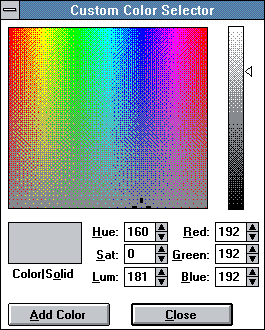 Custom Color Selector
Hue: 160 Red: 192
Sat: 0 Green: 192
Color|Solid
Lum: 181 Blue: 192
Add Color Close